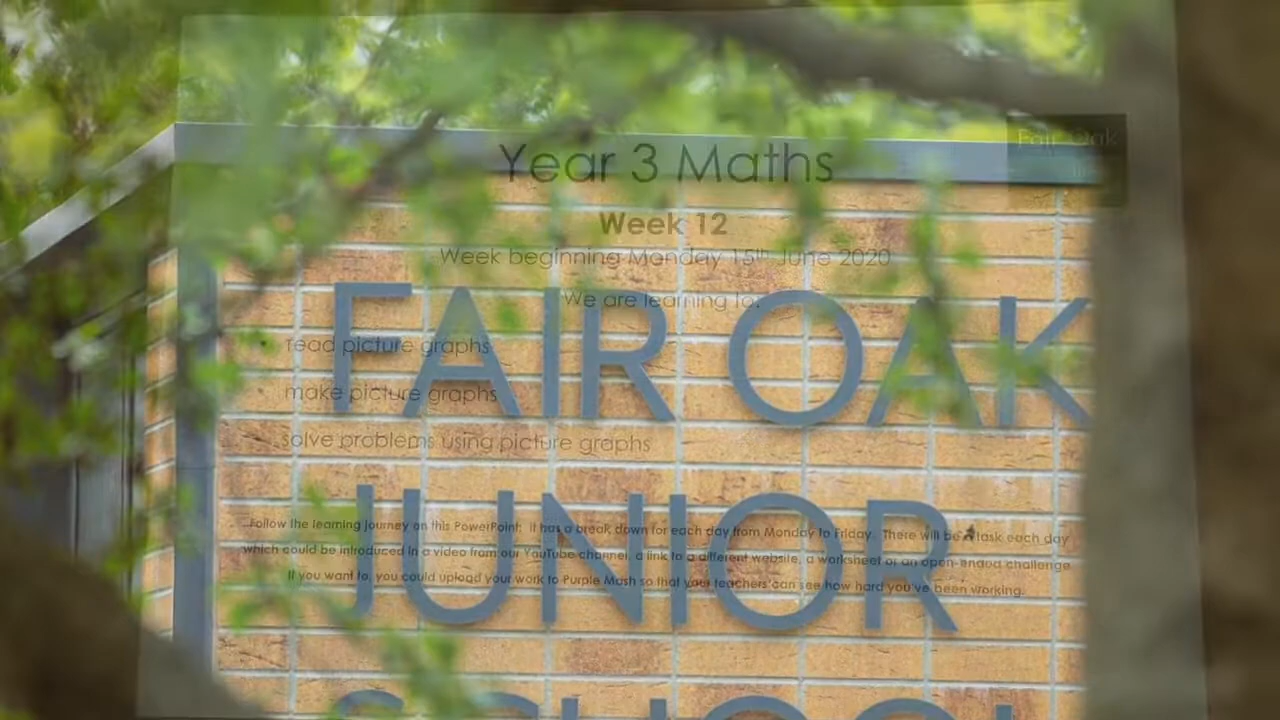 Fair Oak
Year 3 Maths
Week 12
Week beginning Monday 15th June 2020
We are learning to:
read picture graphs
make picture graphs
solve problems using picture graphs
FAIR OAK
JUNIOR
SCHOOL
Follow the learning journey on this PowerPoint: it has a break down for each day from Monday to Friday. There will be a task each day
which could be introduced in a video from our YouTube channel, a link to a different website, a worksheet or an open-ended challenge
If you want to, you could upload your work to Purple Mash so that your teachers can see how hard you've been working.